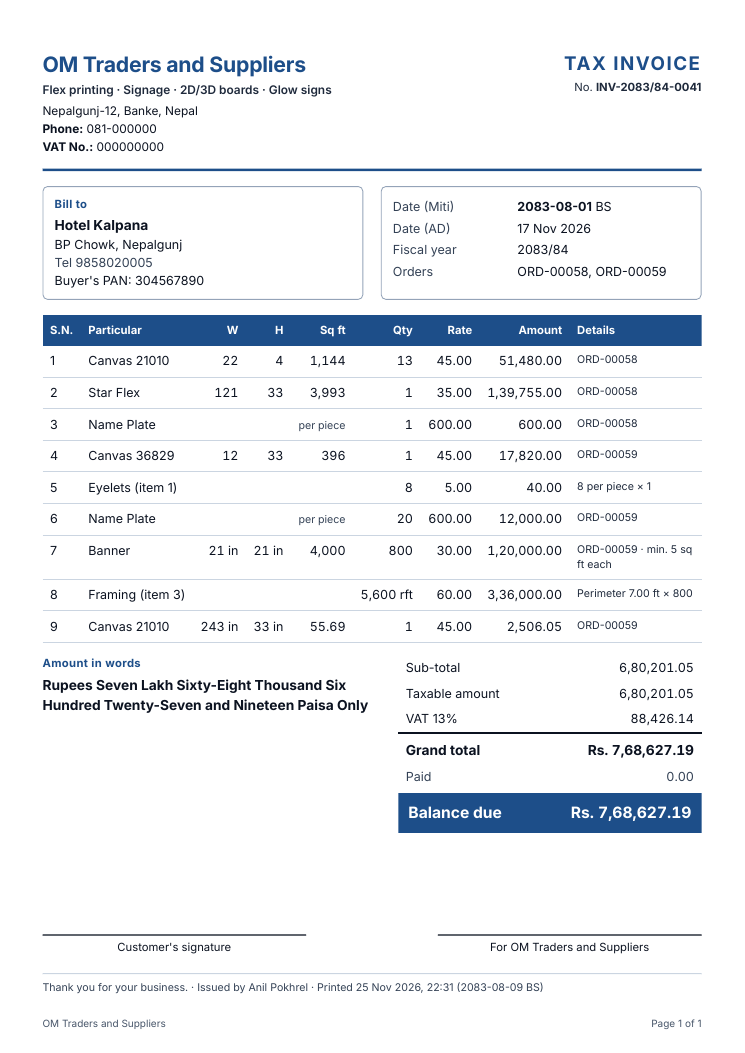 OM Traders and Suppliers
TAX INVOICE
Flex printing · Signage · 2D/3D boards · Glow signs
No. INV-2083/84-0041
Nepalgunj-12, Banke, Nepal
Phone: 081-000000
VAT No.: 000000000
Bill to
Hotel Kalpana
BP Chowk, Nepalgunj
Tel 9858020005
Buyer's PAN: 304567890
Date (Miti) 2083-08-01 BS
Date (AD) 17 Nov 2026
Fiscal year 2083/84
Orders ORD-00058, ORD-00059
S.N. Particular W H Sq ft Qty Rate Amount Details
1 Canvas 21010 22 4 1,144 13 45.00 51,480.00 ORD-00058
2 Star Flex 121 33 3,993 1 35.00 1,39,755.00 ORD-00058
3 Name Plate per piece 1 600.00 600.00 ORD-00058
4 Canvas 36829 12 33 396 1 45.00 17,820.00 ORD-00059
5 Eyelets (item 1) 8 5.00 40.00 8 per piece × 1
6 Name Plate per piece 20 600.00 12,000.00 ORD-00059
7 Banner 21 in 21 in 4,000 800 30.00 1,20,000.00 ORD-00059 · min. 5 sq
ft each
8 Framing (item 3) 5,600 rft 60.00 3,36,000.00 Perimeter 7.00 ft × 800
9 Canvas 21010 243 in 33 in 55.69 1 45.00 2,506.05 ORD-00059
Amount in words
Rupees Seven Lakh Sixty-Eight Thousand Six
Hundred Twenty-Seven and Nineteen Paisa Only
Sub-total 6,80,201.05
Taxable amount 6,80,201.05
VAT 13% 88,426.14
Grand total Rs. 7,68,627.19
Paid 0.00
Balance due Rs. 7,68,627.19
Customer's signature
For OM Traders and Suppliers
Thank you for your business. · Issued by Anil Pokhrel · Printed 25 Nov 2026, 22:31 (2083-08-09 BS)
OM Traders and Suppliers
Page 1 of 1